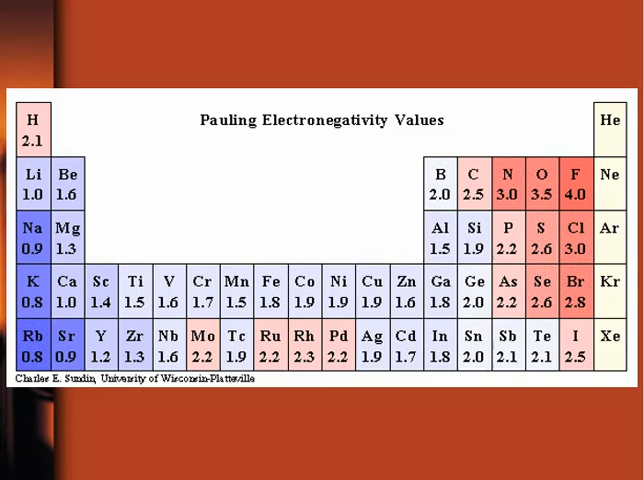 Pauling Electronegativity Values
H He
2.1
Li Be B C N O F Ne
1.0 1.6 2.0 2.5 3.0 3.5 4.0
Na Mg Al Si P S Cl Ar
0.9 1.3 1.5 1.9 2.2 2.6 3.0
K Ca Sc Ti V Cr Mn Fe Co Ni Cu Zn Ga Ge As Se Br Kr
0.8 1.0 1.4 1.5 1.6 1.7 1.5 1.8 1.9 1.9 1.9 1.6 1.8 2.0 2.2 2.6 2.8
Rb Sr Y Zr Nb Mo Tc Ru Rh Pd Ag Cd In Sn Sb Te I Xe
0.8 0.9 1.2 1.3 1.6 2.2 1.9 2.2 2.3 2.2 1.9 1.7 1.8 2.0 2.1 2.1 2.5
Charles E. Sundin, University of Wisconsin-Platteville